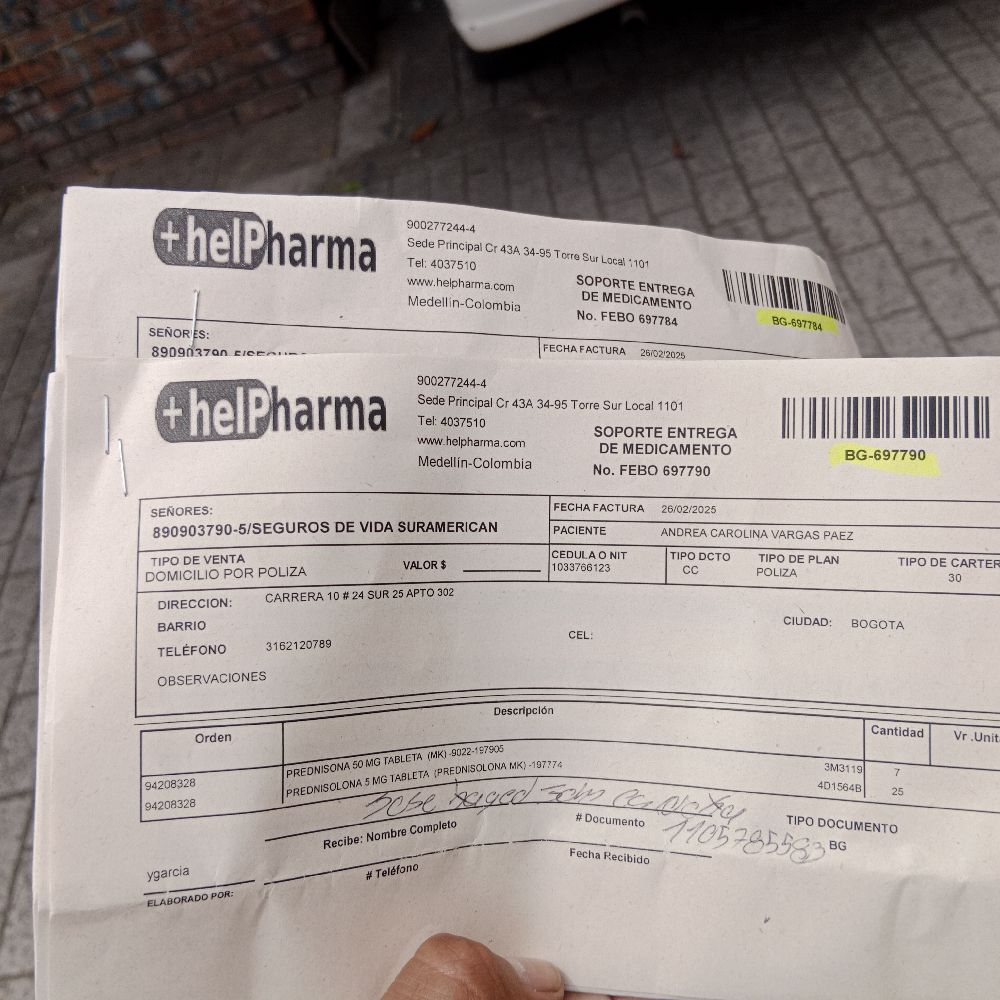 +helPharma
900277244-4
Sede Principal Cr 43A 34-95 Torre Sur Local 1101
Tel: 4037510
www.helpharma.com
Medellín-Colombia
SOPORTE ENTREGA
DE MEDICAMENTO
No. FEBO 697784
BG-697784
SEÑORES:
890903790-5/SEGUROS
FECHA FACTURA 26/02/2025
+helPharma
900277244-4
Sede Principal Cr 43A 34-95 Torre Sur Local 1101
Tel: 4037510
www.helpharma.com
Medellín-Colombia
SOPORTE ENTREGA
DE MEDICAMENTO
No. FEBO 697790
BG-697790
SEÑORES:
890903790-5/SEGUROS DE VIDA SURAMERICAN
FECHA FACTURA 26/02/2025
PACIENTE ANDREA CAROLINA VARGAS PAEZ
TIPO DE VENTA
DOMICILIO POR POLIZA
VALOR $
CEDULA O NIT
1033766123
TIPO DCTO
CC
TIPO DE PLAN
POLIZA
TIPO DE CARTER
30
DIRECCION: CARRERA 10 # 24 SUR 25 APTO 302
BARRIO
CIUDAD: BOGOTA
TELÉFONO 3162120789
CEL:
OBSERVACIONES
Orden Descripción Cantidad Vr .Unita
94208328 PREDNISONA 50 MG TABLETA (MK) -9022-197905 3M3119 7
94208328 PREDNISOLONA 5 MG TABLETA (PREDNISOLONA MK) -197774 4D1564B 25
Jose
1105785583
Recibe: Nombre Completo
# Documento
TIPO DOCUMENTO
BG
ygarcia
ELABORADO POR:
# Teléfono
Fecha Recibido